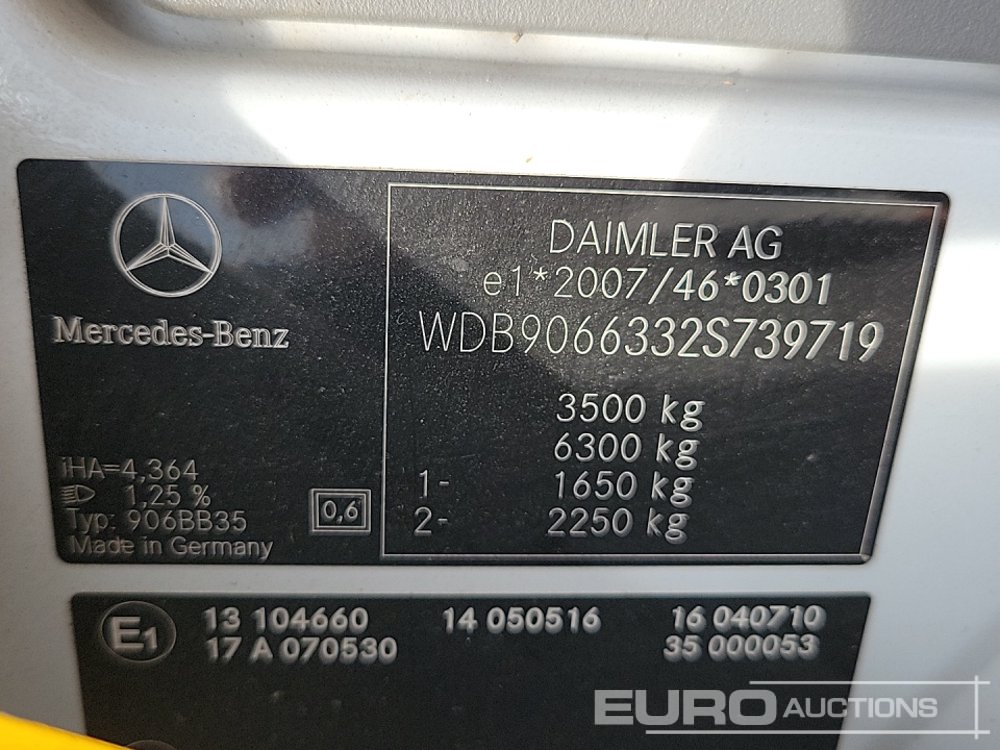 Mercedes-Benz
DAIMLER AG
e1*2007/46*0301
WDB9066332S739719
3500 kg
6300 kg
1- 1650 kg
2- 2250 kg
iHA=4,364
1,25 %
Typ: 906BB35
Made in Germany
0,6
E1
13 104660 14 050516 16 040710
17 A 070530 35 000053
EURO AUCTIONS